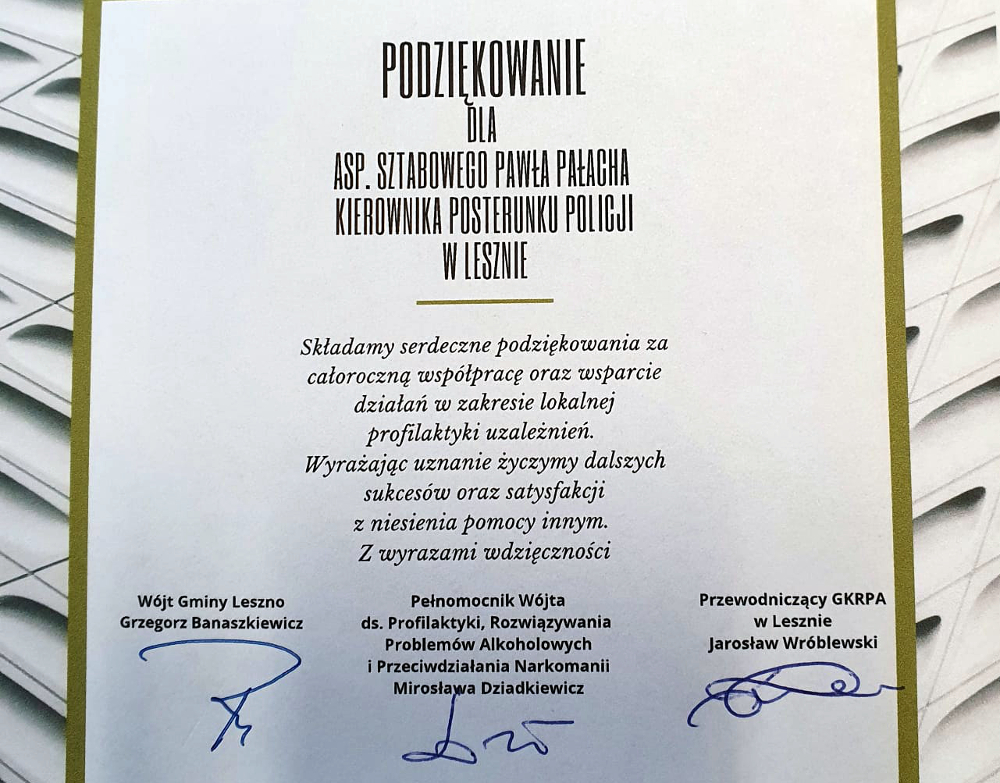 PODZIĘKOWANIE
DLA
ASP. SZTABOWEGO PAWŁA PAŁACHA
KIEROWNIKA POSTERUNKU POLICJI
W LESZNIE
Składamy serdeczne podziękowania za
całoroczną współpracę oraz wsparcie
działań w zakresie lokalnej
profilaktyki uzależnień.
Wyrażając uznanie życzymy dalszych
sukcesów oraz satysfakcji
z niesienia pomocy innym.
Z wyrazami wdzięczności
Wójt Gminy Leszno
Grzegorz Banaszkiewicz
Pełnomocnik Wójta
ds. Profilaktyki, Rozwiązywania
Problemów Alkoholowych
i Przeciwdziałania Narkomanii
Mirosława Dziadkiewicz
Przewodniczący GKRPA
w Lesznie
Jarosław Wróblewski